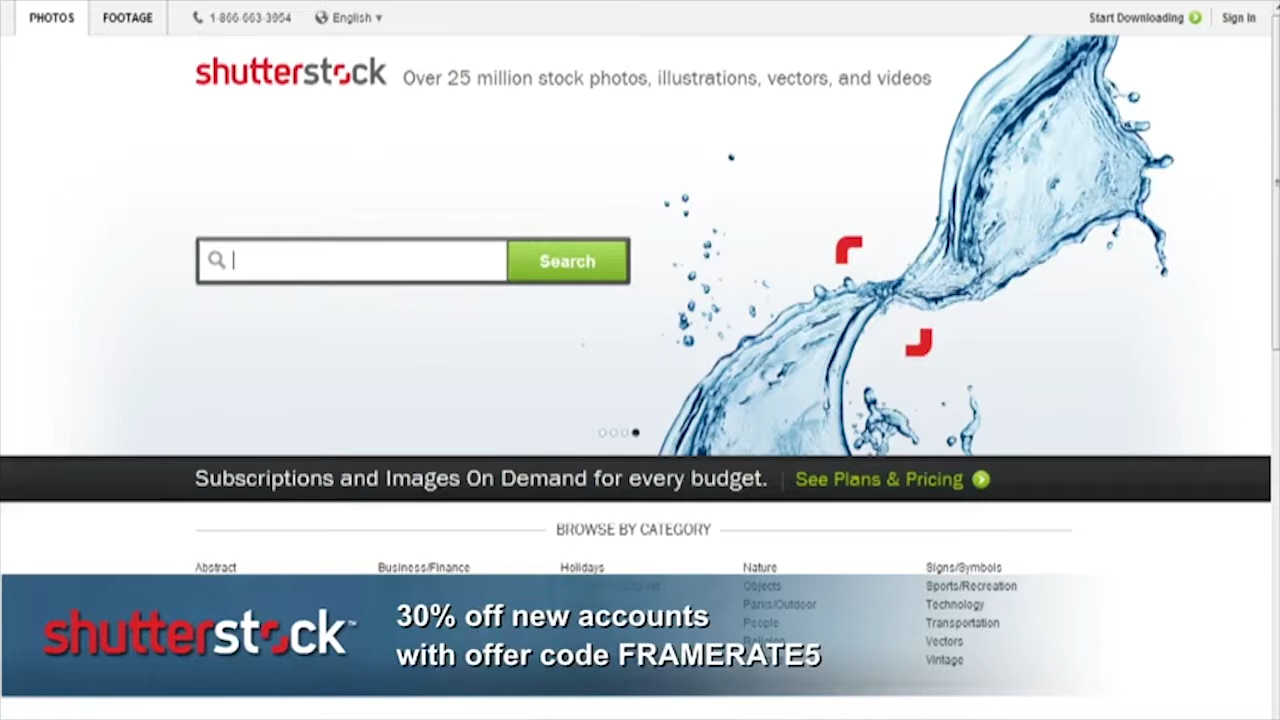 PHOTOS FOOTAGE 1-866-663-3954 English Start Downloading Sign In
shutterstock Over 25 million stock photos, illustrations, vectors, and videos
Search
Subscriptions and Images On Demand for every budget. See Plans & Pricing
BROWSE BY CATEGORY
Abstract Business/Finance Holidays Nature Signs/Symbols
Objects Sports/Recreation
Parks/Outdoor Technology
People Transportation
Religion Vectors
Vintage
shutterstock™
30% off new accounts
with offer code FRAMERATE5